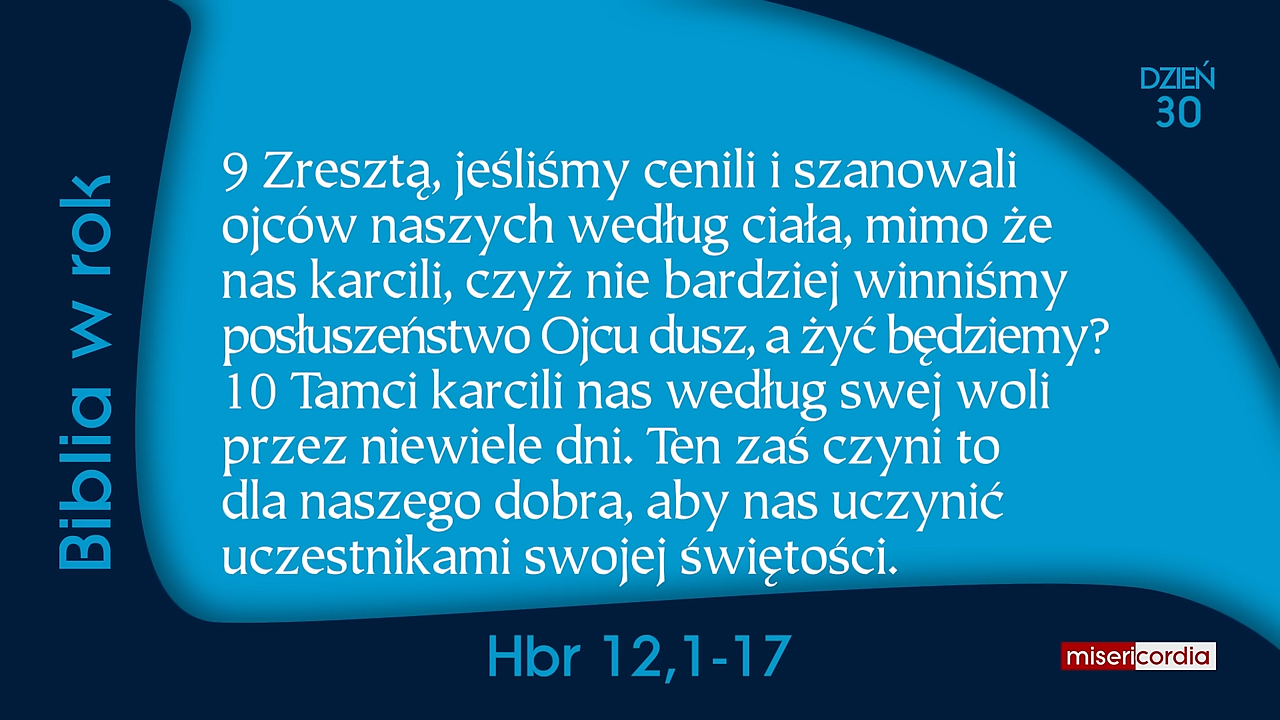 DZIEŃ
30
Biblia w rok
9 Zresztą, jeśliśmy cenili i szanowali
ojców naszych według ciała, mimo że
nas karcili, czyż nie bardziej winniśmy
posłuszeństwo Ojcu dusz, a żyć będziemy?
10 Tamci karcili nas według swej woli
przez niewiele dni. Ten zaś czyni to
dla naszego dobra, aby nas uczynić
uczestnikami swojej świętości.
Hbr 12,1-17
misericordia